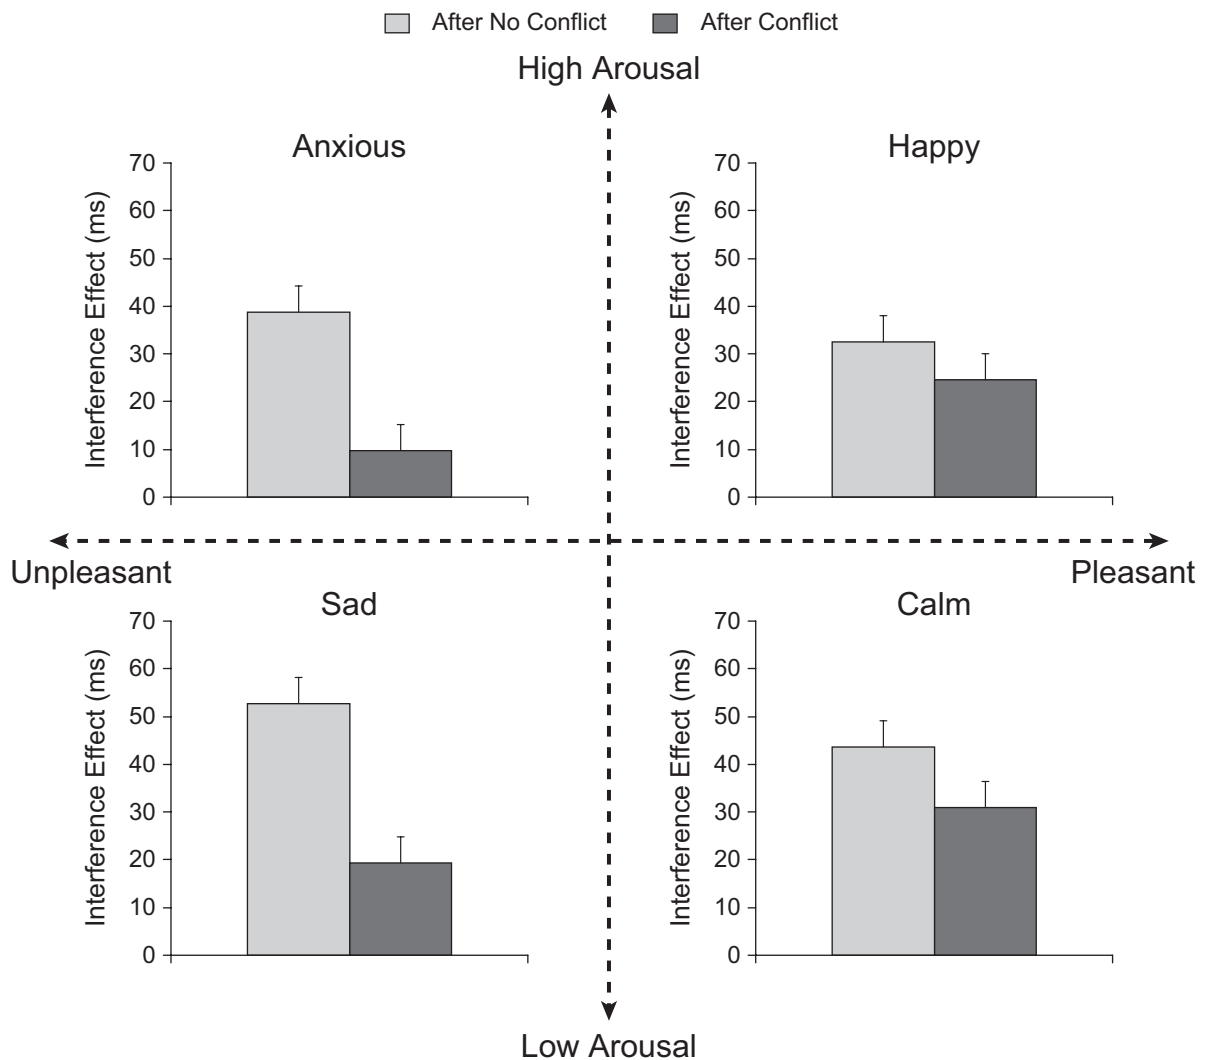 After No Conflict After Conflict
High Arousal
Anxious
70
60
50
40
30
20
10
0
Interference Effect (ms)
Happy
70
60
50
40
30
20
10
0
Interference Effect (ms)
Unpleasant
Pleasant
Sad
70
60
50
40
30
20
10
0
Interference Effect (ms)
Calm
70
60
50
40
30
20
10
0
Interference Effect (ms)
Low Arousal